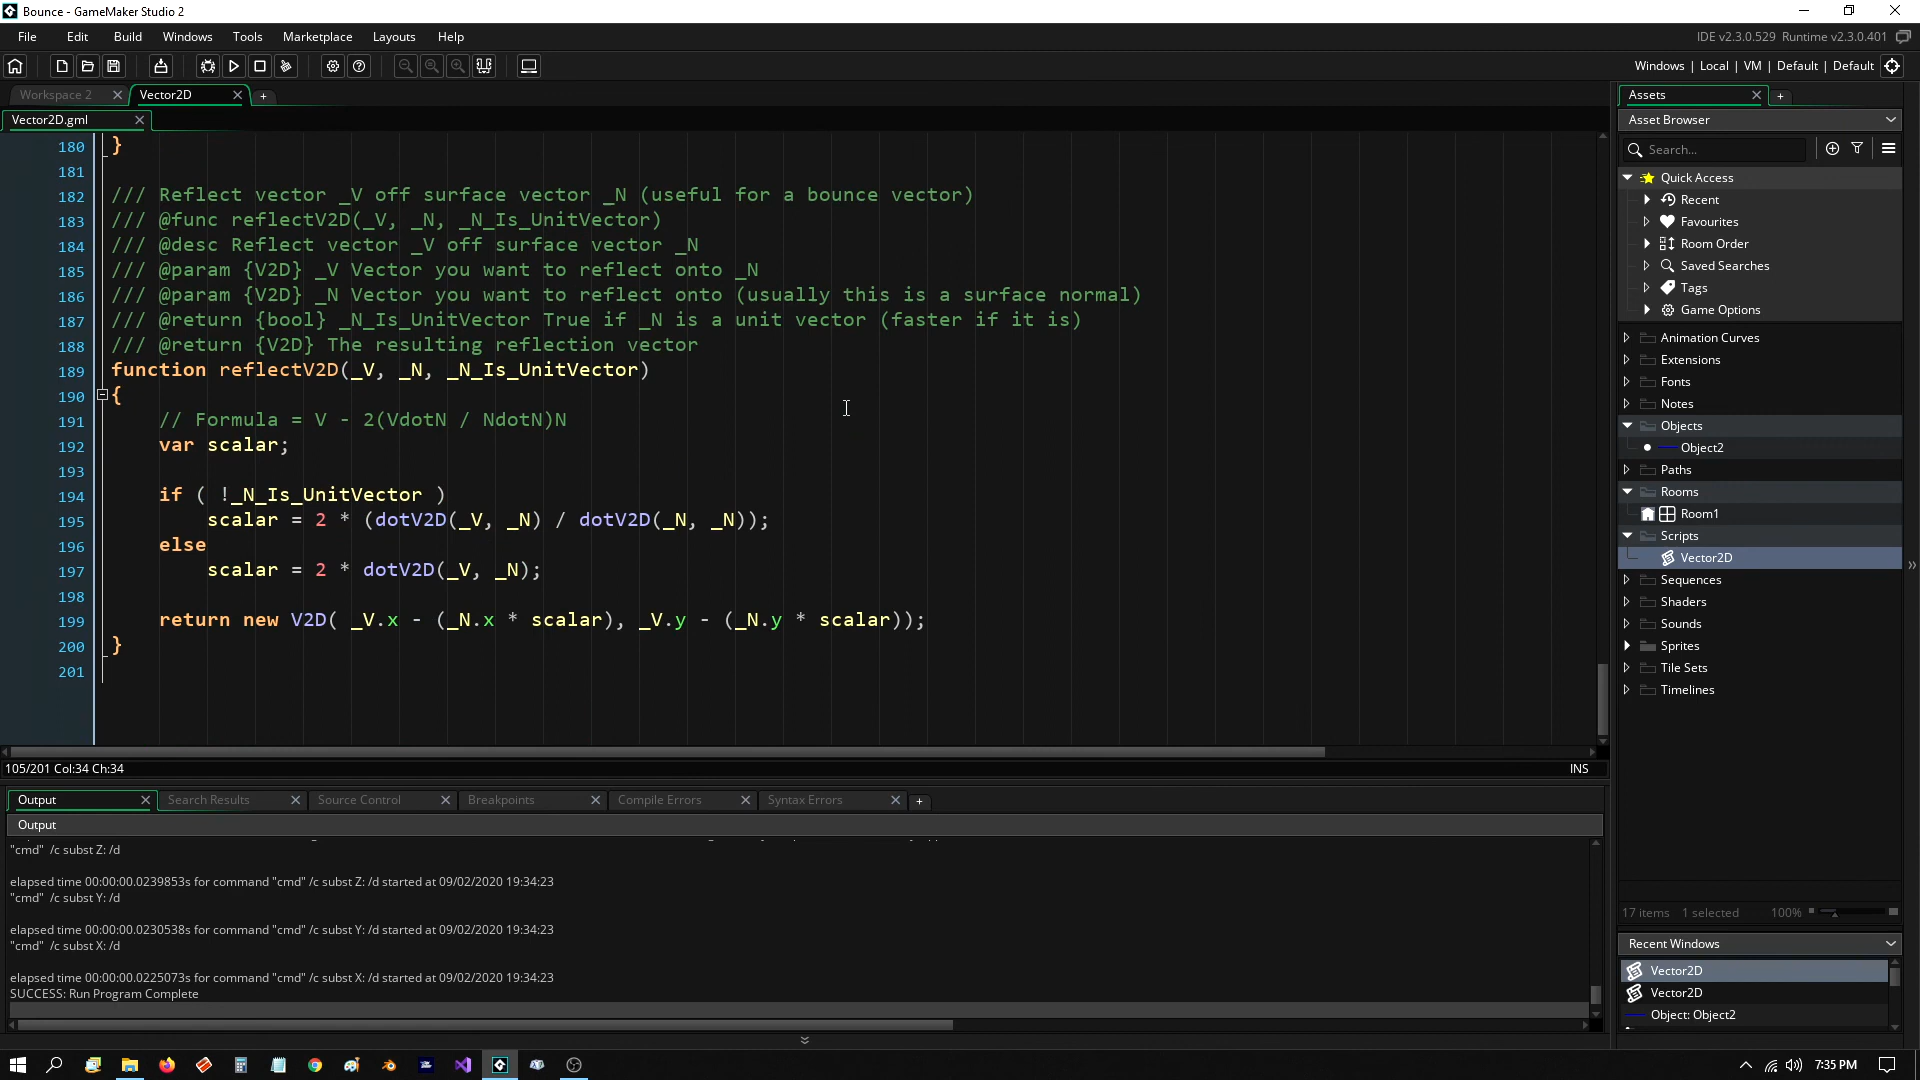 Bounce - GameMaker Studio 2
File Edit Build Windows Tools Marketplace Layouts Help
IDE v2.3.0.529 Runtime v2.3.0.401
Windows | Local | VM | Default | Default
Workspace 2
Vector2D
Vector2D.gml
180 }
181
182 /// Reflect vector _V off surface vector _N (useful for a bounce vector)
183 /// @func reflectV2D(_V, _N, _N_Is_UnitVector)
184 /// @desc Reflect vector _V off surface vector _N
185 /// @param {V2D} _V Vector you want to reflect onto _N
186 /// @param {V2D} _N Vector you want to reflect onto (usually this is a surface normal)
187 /// @return {bool} _N_Is_UnitVector True if _N is a unit vector (faster if it is)
188 /// @return {V2D} The resulting reflection vector
189 function reflectV2D(_V, _N, _N_Is_UnitVector)
190 {
191 // Formula = V - 2(VdotN / NdotN)N
192 var scalar;
193
194 if ( !_N_Is_UnitVector )
195 scalar = 2 * (dotV2D(_V, _N) / dotV2D(_N, _N));
196 else
197 scalar = 2 * dotV2D(_V, _N);
198
199 return new V2D( _V.x - (_N.x * scalar), _V.y - (_N.y * scalar));
200 }
201
105/201 Col:34 Ch:34
INS
Output
Search Results
Source Control
Breakpoints
Compile Errors
Syntax Errors
Output
"cmd" /c subst Z: /d
elapsed time 00:00:00.0239853s for command "cmd" /c subst Z: /d started at 09/02/2020 19:34:23
"cmd" /c subst Y: /d
elapsed time 00:00:00.0230538s for command "cmd" /c subst Y: /d started at 09/02/2020 19:34:23
"cmd" /c subst X: /d
elapsed time 00:00:00.0225073s for command "cmd" /c subst X: /d started at 09/02/2020 19:34:23
SUCCESS: Run Program Complete
Assets
Asset Browser
Search...
Quick Access
Recent
Favourites
Room Order
Saved Searches
Tags
Game Options
Animation Curves
Extensions
Fonts
Notes
Objects
Object2
Paths
Rooms
Room1
Scripts
Vector2D
Sequences
Shaders
Sounds
Sprites
Tile Sets
Timelines
17 items 1 selected 100%
Recent Windows
Vector2D
Vector2D
Object: Object2
7:35 PM